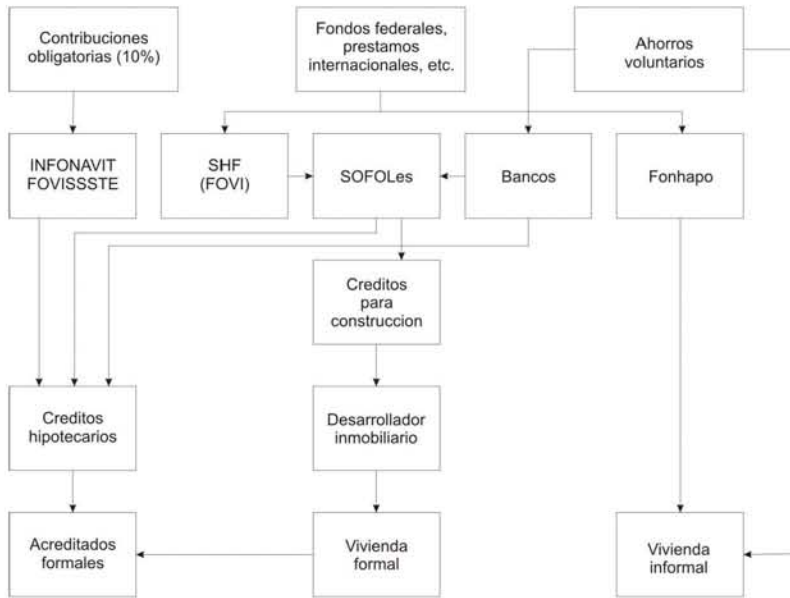 Contribuciones
obligatorias (10%)
Fondos federales,
prestamos
internacionales, etc.
Ahorros
voluntarios
INFONAVIT
FOVISSSTE
SHF
(FOVI)
SOFOLes
Bancos
Fonhapo
Creditos
para
construccion
Creditos
hipotecarios
Desarrollador
inmobiliario
Acreditados
formales
Vivienda
formal
Vivienda
informal